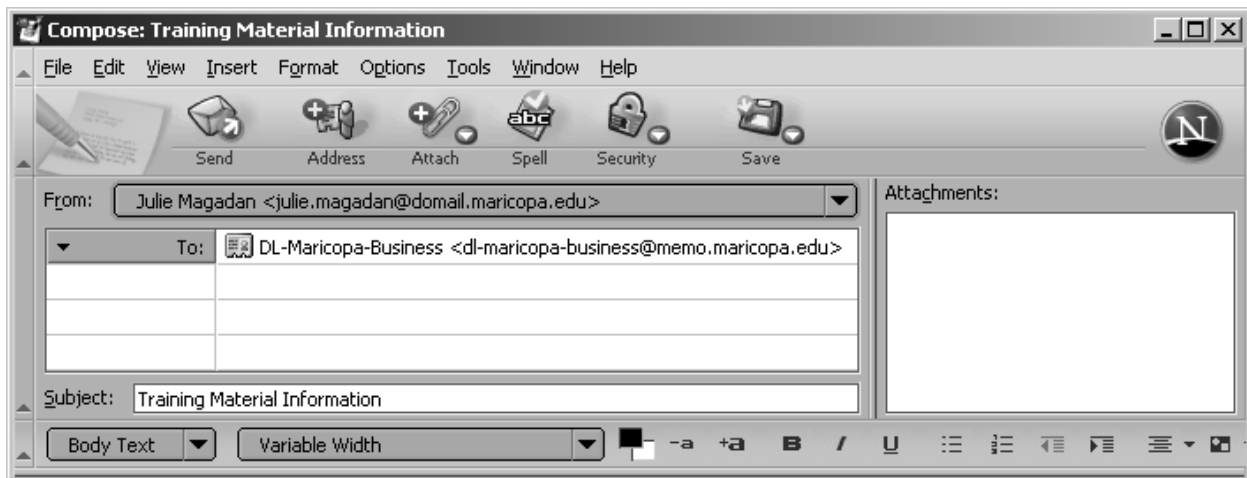 Compose: Training Material Information
File Edit View Insert Format Options Tools Window Help
abc
N
Send Address Attach Spell Security Save
From: Julie Magadan <julie.magadan@domail.maricopa.edu>
Attachments:
To: DL-Maricopa-Business <dl-maricopa-business@memo.maricopa.edu>
Subject: Training Material Information
Body Text Variable Width -a +a B I U